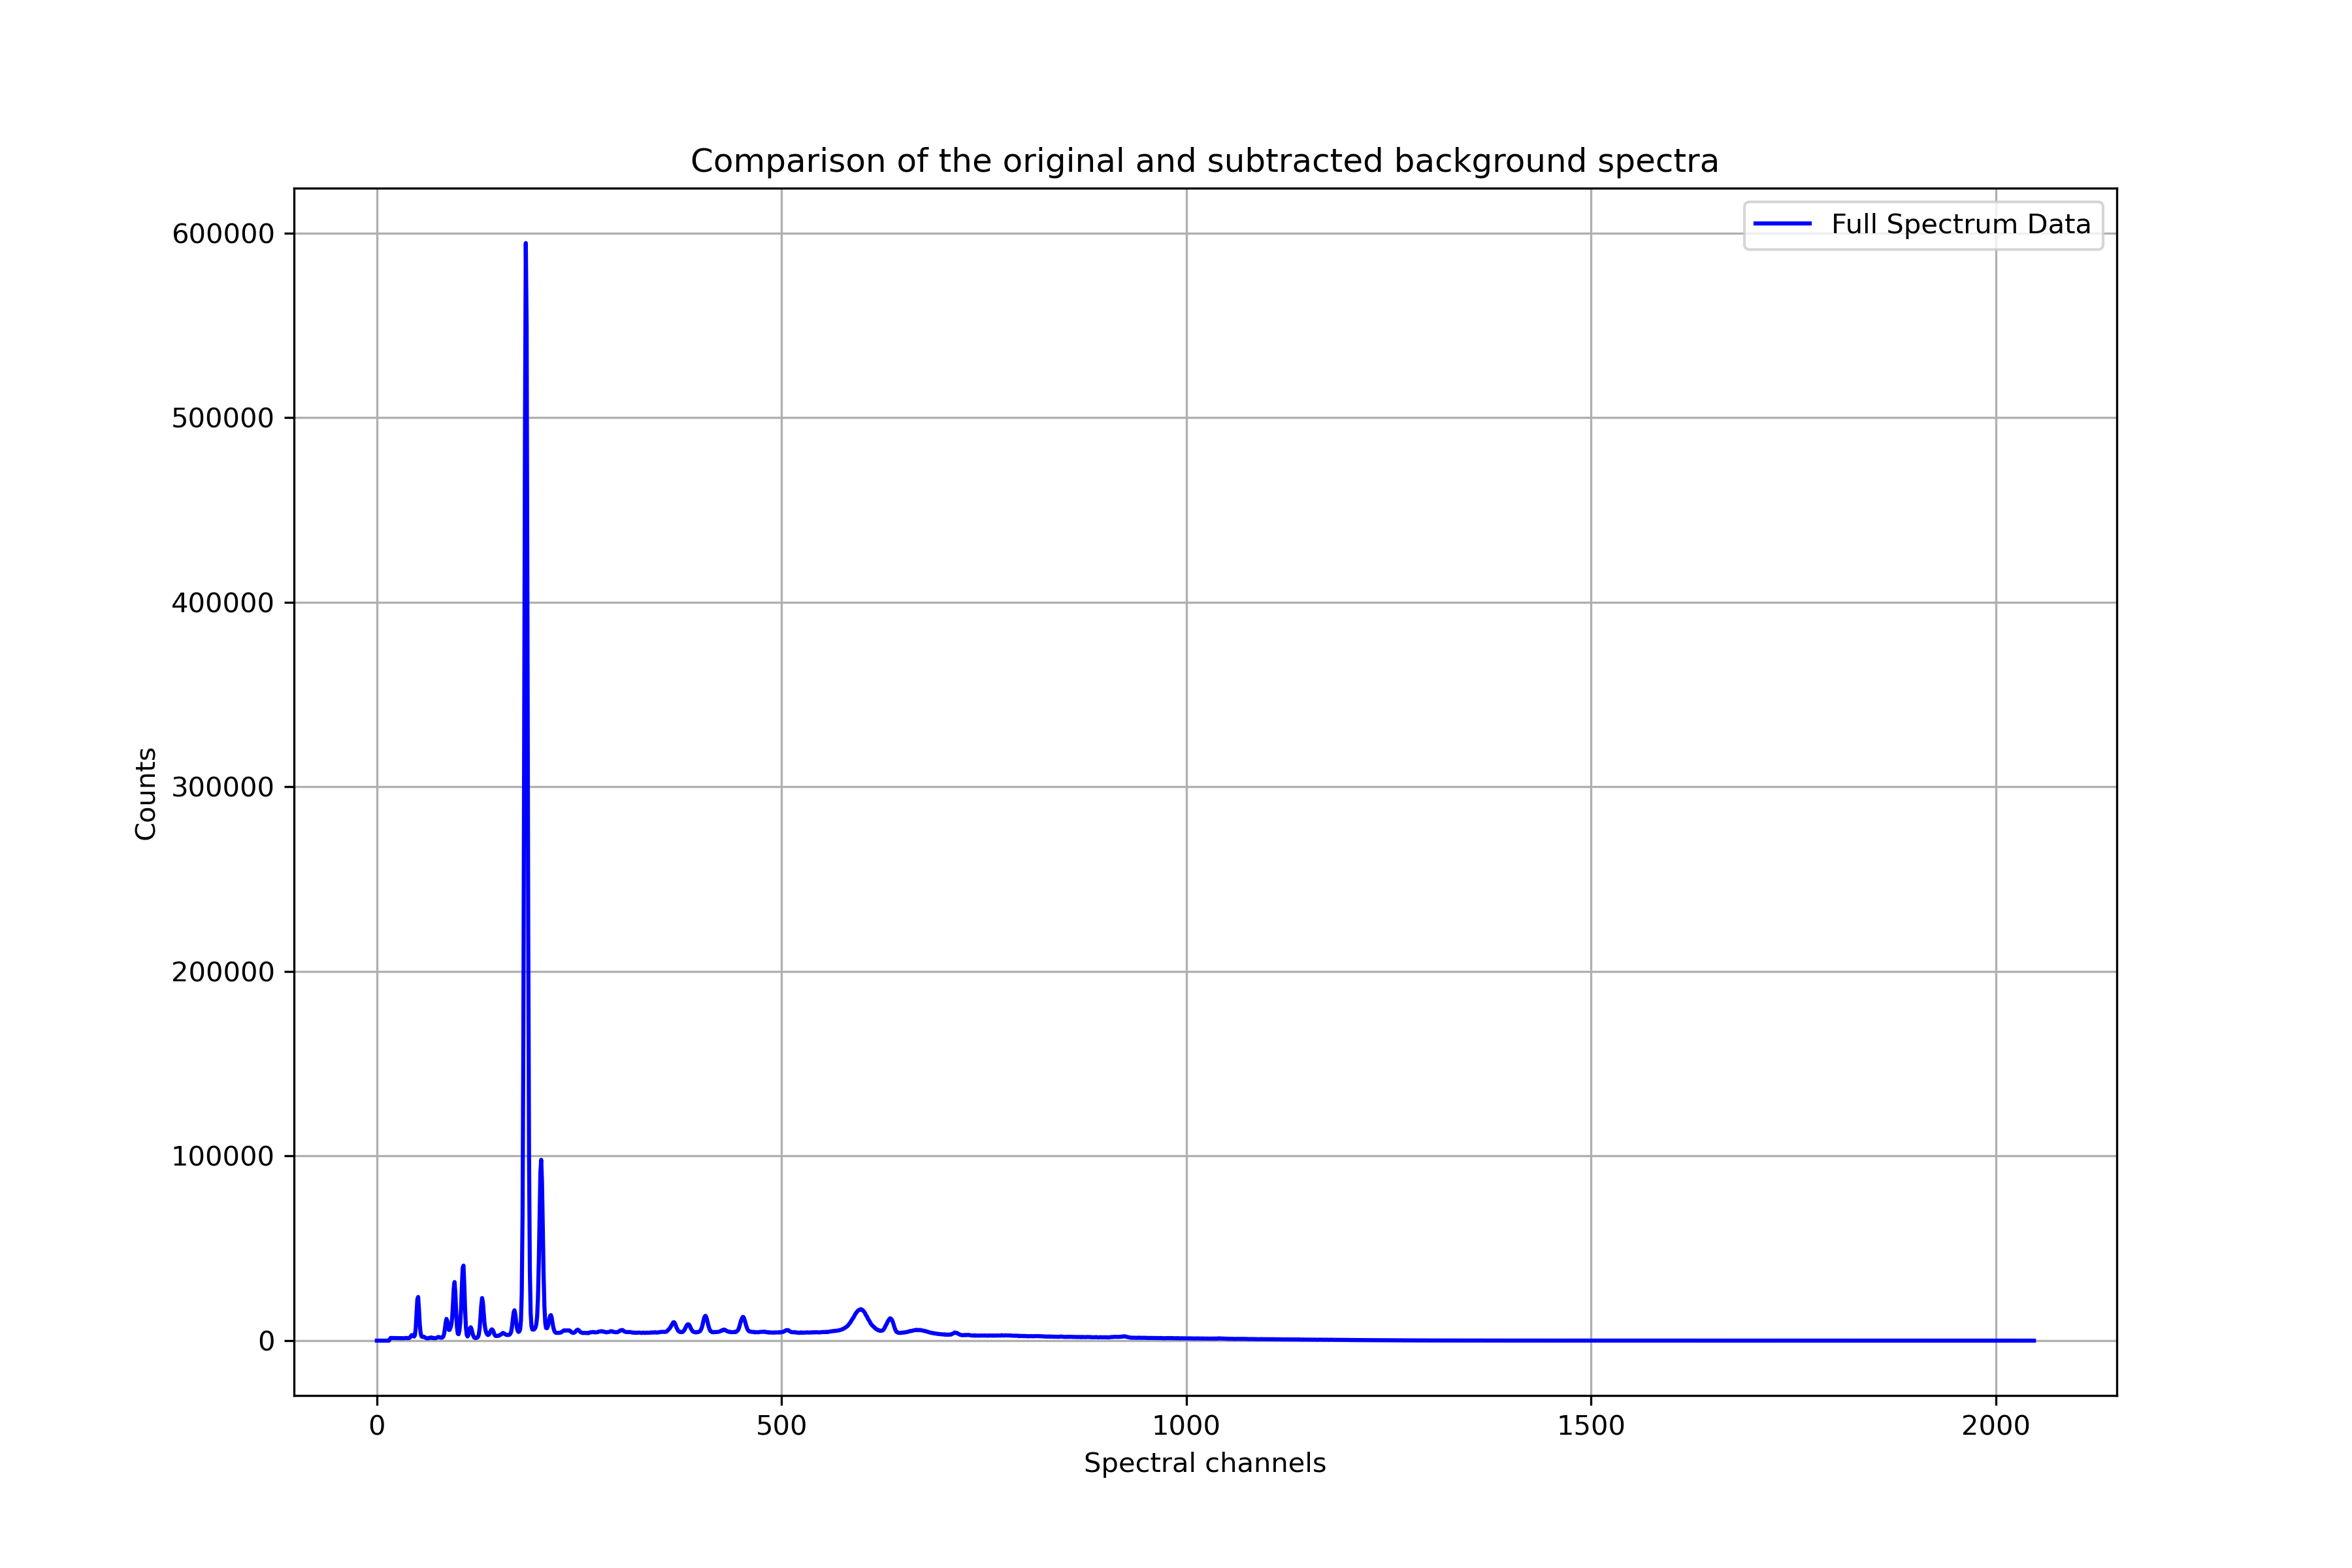 Comparison of the original and subtracted background spectra
Full Spectrum Data
600000
500000
400000
300000
200000
100000
0
Counts
0 500 1000 1500 2000
Spectral channels